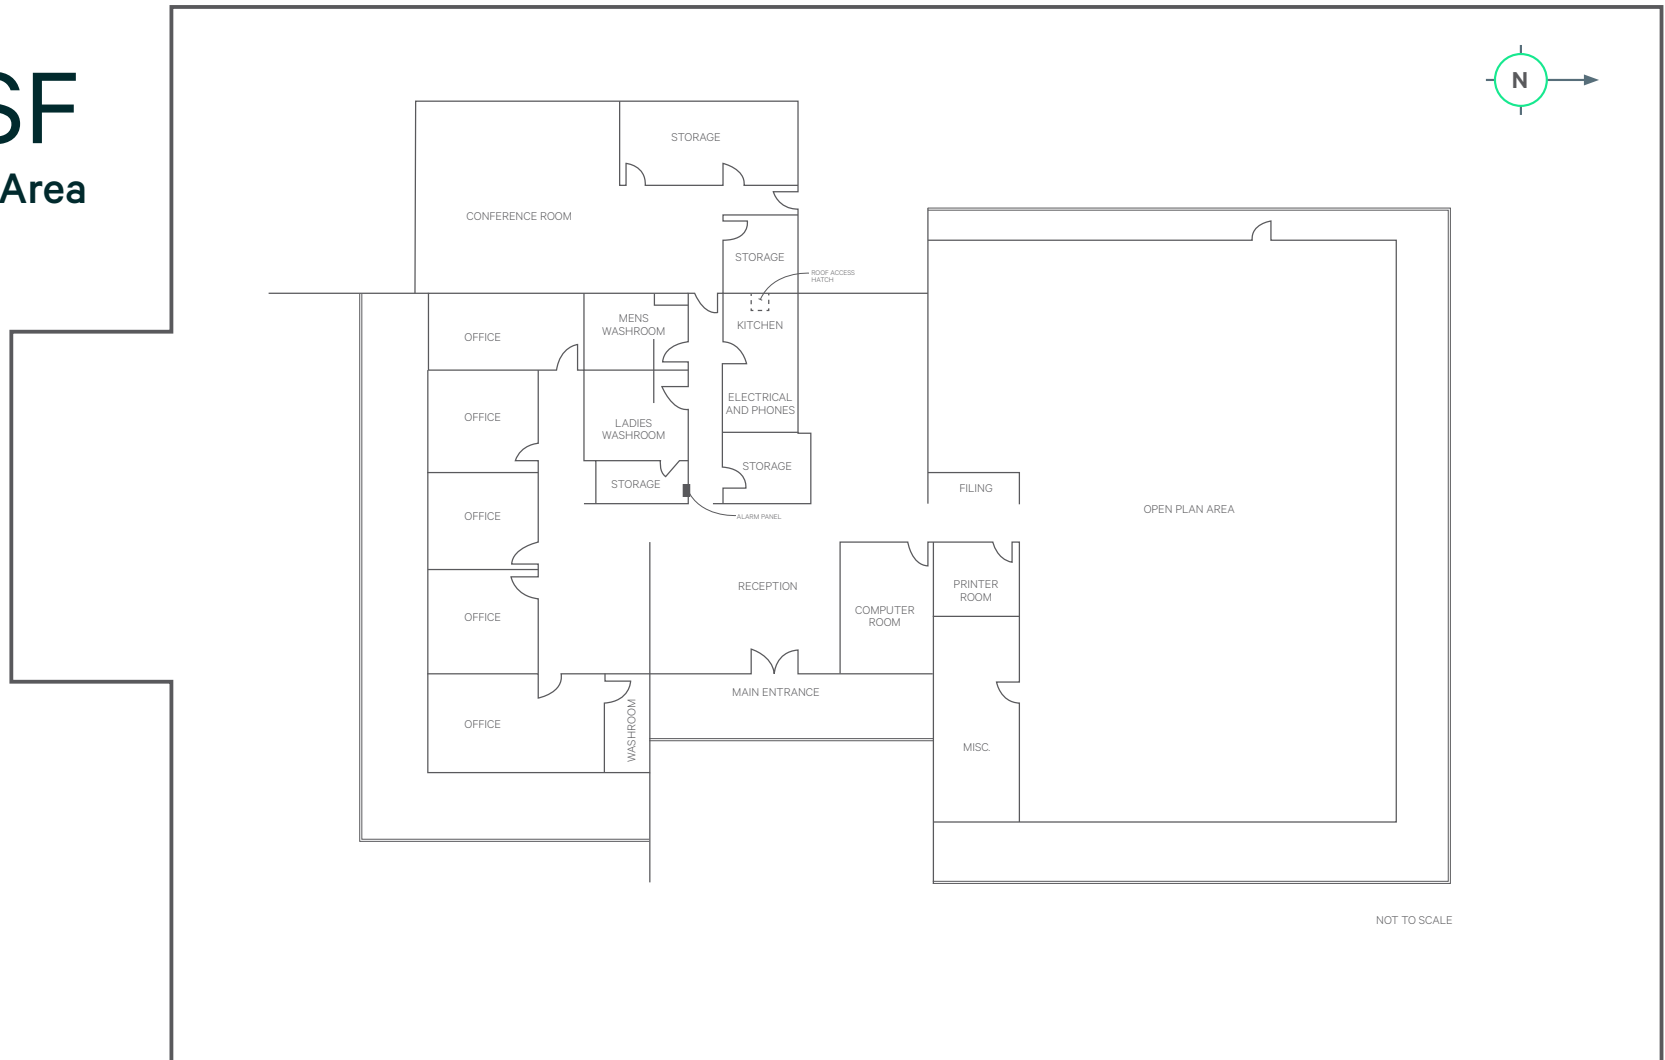 SF
Area
N
STORAGE
CONFERENCE ROOM
STORAGE
ROOF ACCESS
HATCH
MENS
WASHROOM
KITCHEN
OFFICE
OFFICE
ELECTRICAL
AND PHONES
LADIES
WASHROOM
STORAGE
STORAGE
FILING
OPEN PLAN AREA
OFFICE
ALARM PANEL
RECEPTION
PRINTER
ROOM
COMPUTER
ROOM
OFFICE
MAIN ENTRANCE
OFFICE
WASHROOM
MISC.
NOT TO SCALE